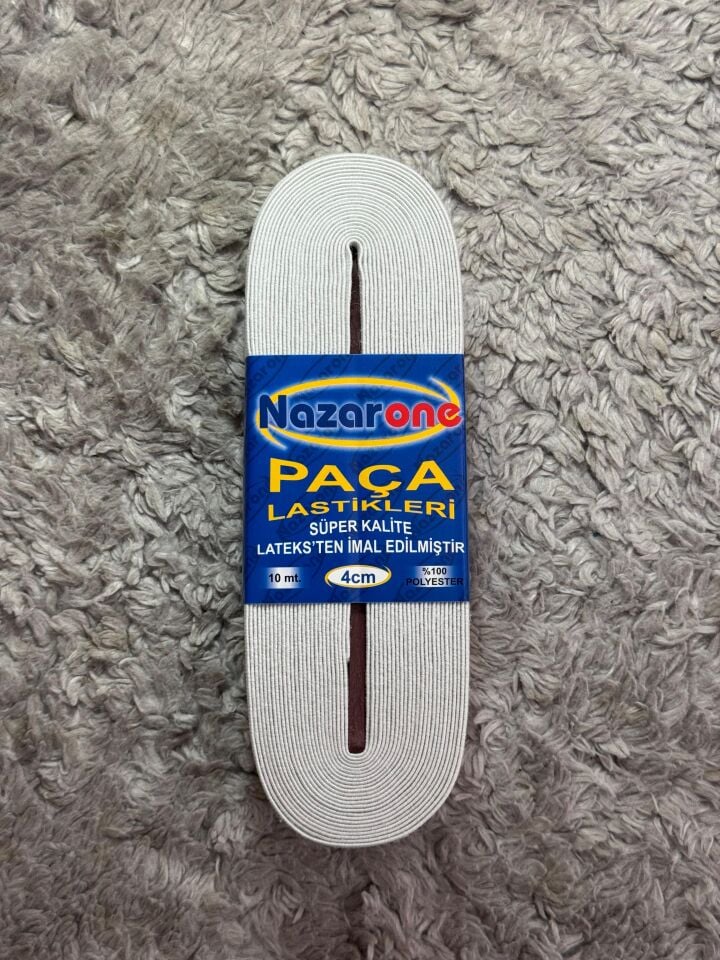 Nazarone
PAÇA
LASTİKLERİ
SÜPER KALİTE
LATEKS'TEN İMAL EDİLMİŞTİR
10 mt.
4cm
%100
POLYESTER